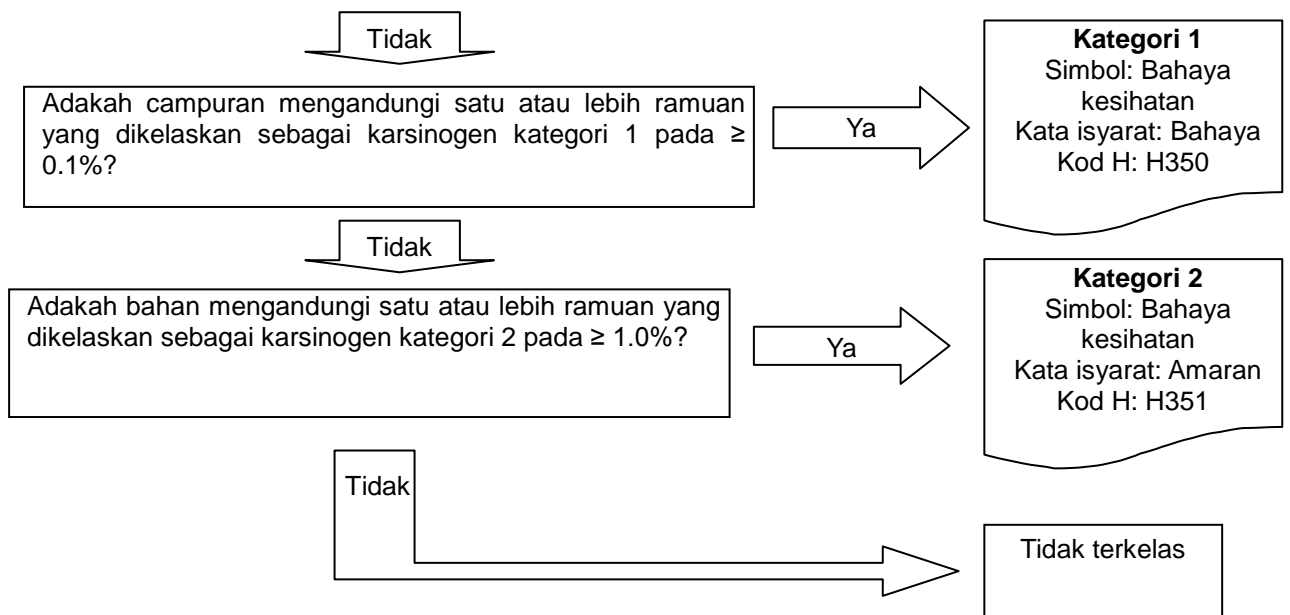 Tidak
Adakah campuran mengandungi satu atau lebih ramuan
yang dikelaskan sebagai karsinogen kategori 1 pada ≥
0.1%?
Ya
Kategori 1
Simbol: Bahaya
kesihatan
Kata isyarat: Bahaya
Kod H: H350
Tidak
Adakah bahan mengandungi satu atau lebih ramuan yang
dikelaskan sebagai karsinogen kategori 2 pada ≥ 1.0%?
Ya
Kategori 2
Simbol: Bahaya
kesihatan
Kata isyarat: Amaran
Kod H: H351
Tidak
Tidak terkelas